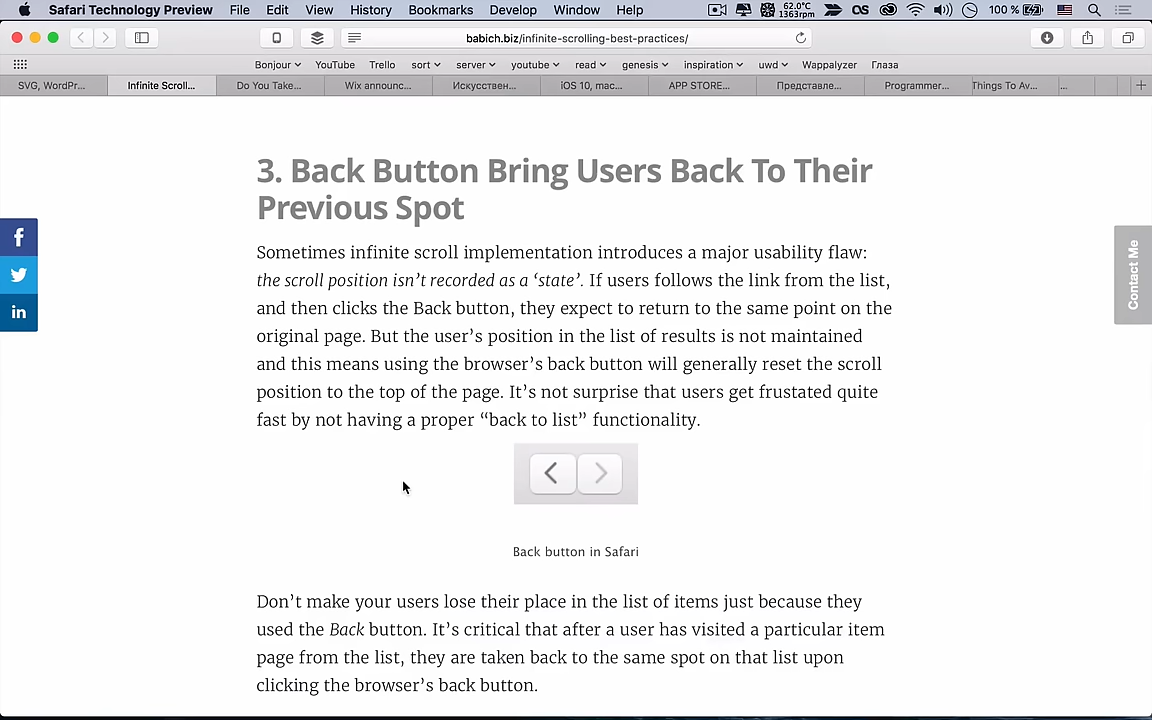 Safari Technology Preview File Edit View History Bookmarks Develop Window Help 62.0°C 1363rpm OS 100 %
babich.biz/infinite-scrolling-best-practices/
Bonjour YouTube Trello sort server youtube read genesis inspiration uwd Wappalyzer Глаза
SVG, WordPr... Infinite Scroll... Do You Take... Wix announc... Искусствен... iOS 10, mac... APP STORE... Представле... Programmer... Things To Av... ...
3. Back Button Bring Users Back To Their
Previous Spot
Sometimes infinite scroll implementation introduces a major usability flaw:
the scroll position isn’t recorded as a ‘state’. If users follows the link from the list,
and then clicks the Back button, they expect to return to the same point on the
original page. But the user’s position in the list of results is not maintained
and this means using the browser’s back button will generally reset the scroll
position to the top of the page. It’s not surprise that users get frustated quite
fast by not having a proper “back to list” functionality.
Back button in Safari
Don’t make your users lose their place in the list of items just because they
used the Back button. It’s critical that after a user has visited a particular item
page from the list, they are taken back to the same spot on that list upon
clicking the browser’s back button.
Contact Me